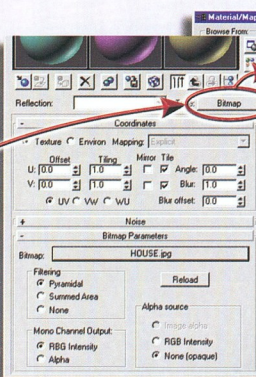 Material/Map
Browse From:
Reflection: Bitmap
Coordinates
Texture Environ Mapping: Explicit
Offset Tiling Mirror Tile
U: 0.0 1.0 Angle: 0.0
V: 0.0 1.0 Blur: 1.0
UV VW WU Blur offset: 0.0
+ Noise
- Bitmap Parameters
Bitmap: HOUSE.jpg
Filtering
Pyramidal
Summed Area
None
Reload
Mono Channel Output:
RBG Intensity
Alpha
Alpha source
Image alpha
RGB Intensity
None (opaque)